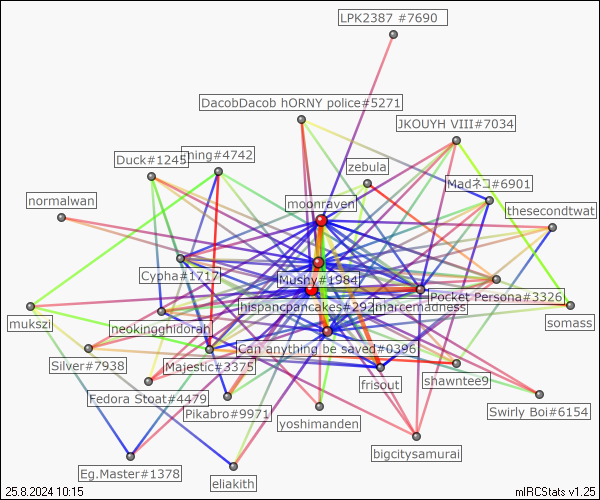 LPK2387 #7690
DacobDacob hORNY police#5271
JKOUYH VIII#7034
Duck#1245
hing#4742
zebula
Madネコ#6901
normalwan
moonraven
thesecondtwat
Cypha#1717
Mushy#1984
Pocket Persona#3326
hispancpancakes#292
marcemadness
mukszi
neokingghidorah
somass
Can anything be saved#0396
Silver#7938
Majestic#3375
frisout
shawntee9
Fedora Stoat#4479
Pikabro#9971
Swirly Boi#6154
yoshimanden
bigcitysamurai
Eg.Master#1378
eliakith
25.8.2024 10:15
mIRCStats v1.25